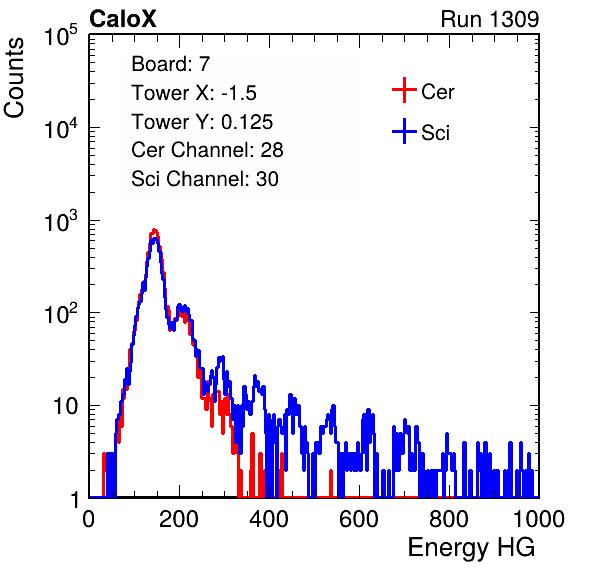 CaloX Run 1309
Counts
10^5
10^4
10^3
10^2
10
1
Board: 7
Tower X: -1.5
Tower Y: 0.125
Cer Channel: 28
Sci Channel: 30
Cer
Sci
0 200 400 600 800 1000
Energy HG